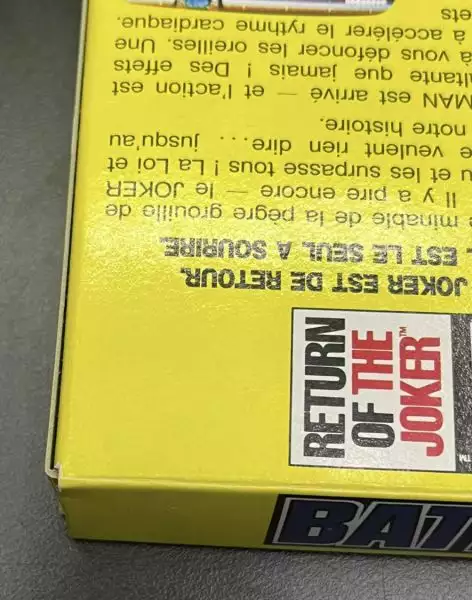 BAT
RETURN
OF THE
JOKER™
™
JOKER EST DE RETOUR.
EST LE SEUL A SOURIRE.
minable de la pègre grouille de
Il y a pire encore — le JOKER
u et les surpasse tous ! La Loi et
e veulent rien dire... jusqu'au
notre histoire.
MAN est arrivé — et l'action est
altante que jamais ! Des effets
à vous défoncer les oreilles. Une
à accélérer le rythme cardiaque.
ets